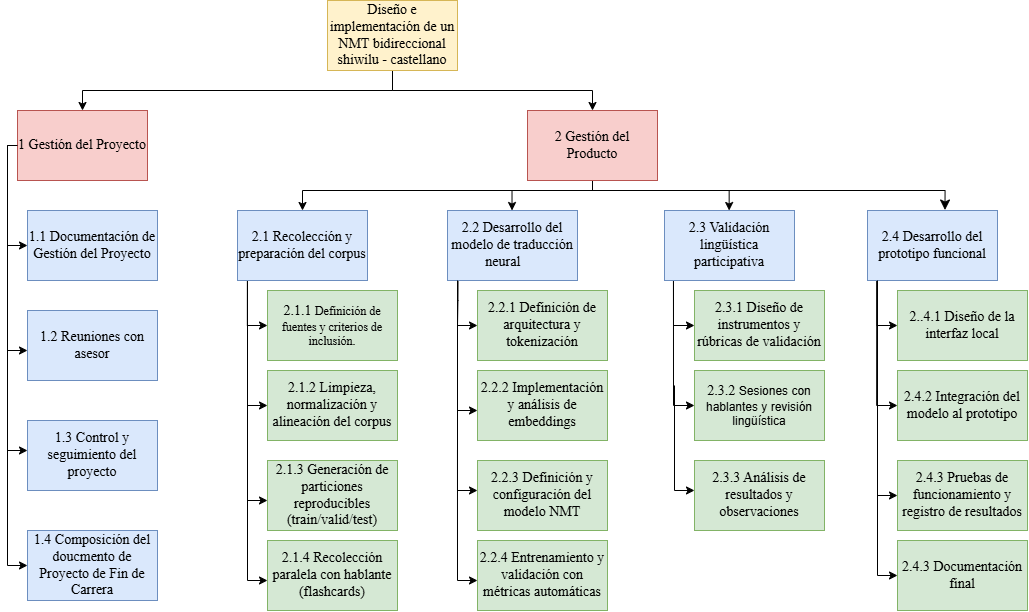 Diseño e
implementación de un
NMT bidireccional
shiwilu - castellano
1 Gestión del Proyecto
2 Gestión del
Producto
1.1 Documentación de
Gestión del Proyecto
1.2 Reuniones con
asesor
1.3 Control y
seguimiento del
proyecto
1.4 Composición del
doucmento de
Proyecto de Fin de
Carrera
2.1 Recolección y
preparación del corpus
2.1.1 Definición de
fuentes y criterios de
inclusión.
2.1.2 Limpieza,
normalización y
alineación del corpus
2.1.3 Generación de
particiones
reproducibles
(train/valid/test)
2.1.4 Recolección
paralela con hablante
(flashcards)
2.2 Desarrollo del
modelo de traducción
neural
2.2.1 Definición de
arquitectura y
tokenización
2.2.2 Implementación
y análisis de
embeddings
2.2.3 Definición y
configuración del
modelo NMT
2.2.4 Entrenamiento y
validación con
métricas automáticas
2.3 Validación
lingüística
participativa
2.3.1 Diseño de
instrumentos y
rúbricas de validación
2.3.2 Sesiones con
hablantes y revisión
lingüística
2.3.3 Análisis de
resultados y
observaciones
2.4 Desarrollo del
prototipo funcional
2..4.1 Diseño de la
interfaz local
2.4.2 Integración del
modelo al prototipo
2.4.3 Pruebas de
funcionamiento y
registro de resultados
2.4.3 Documentación
final